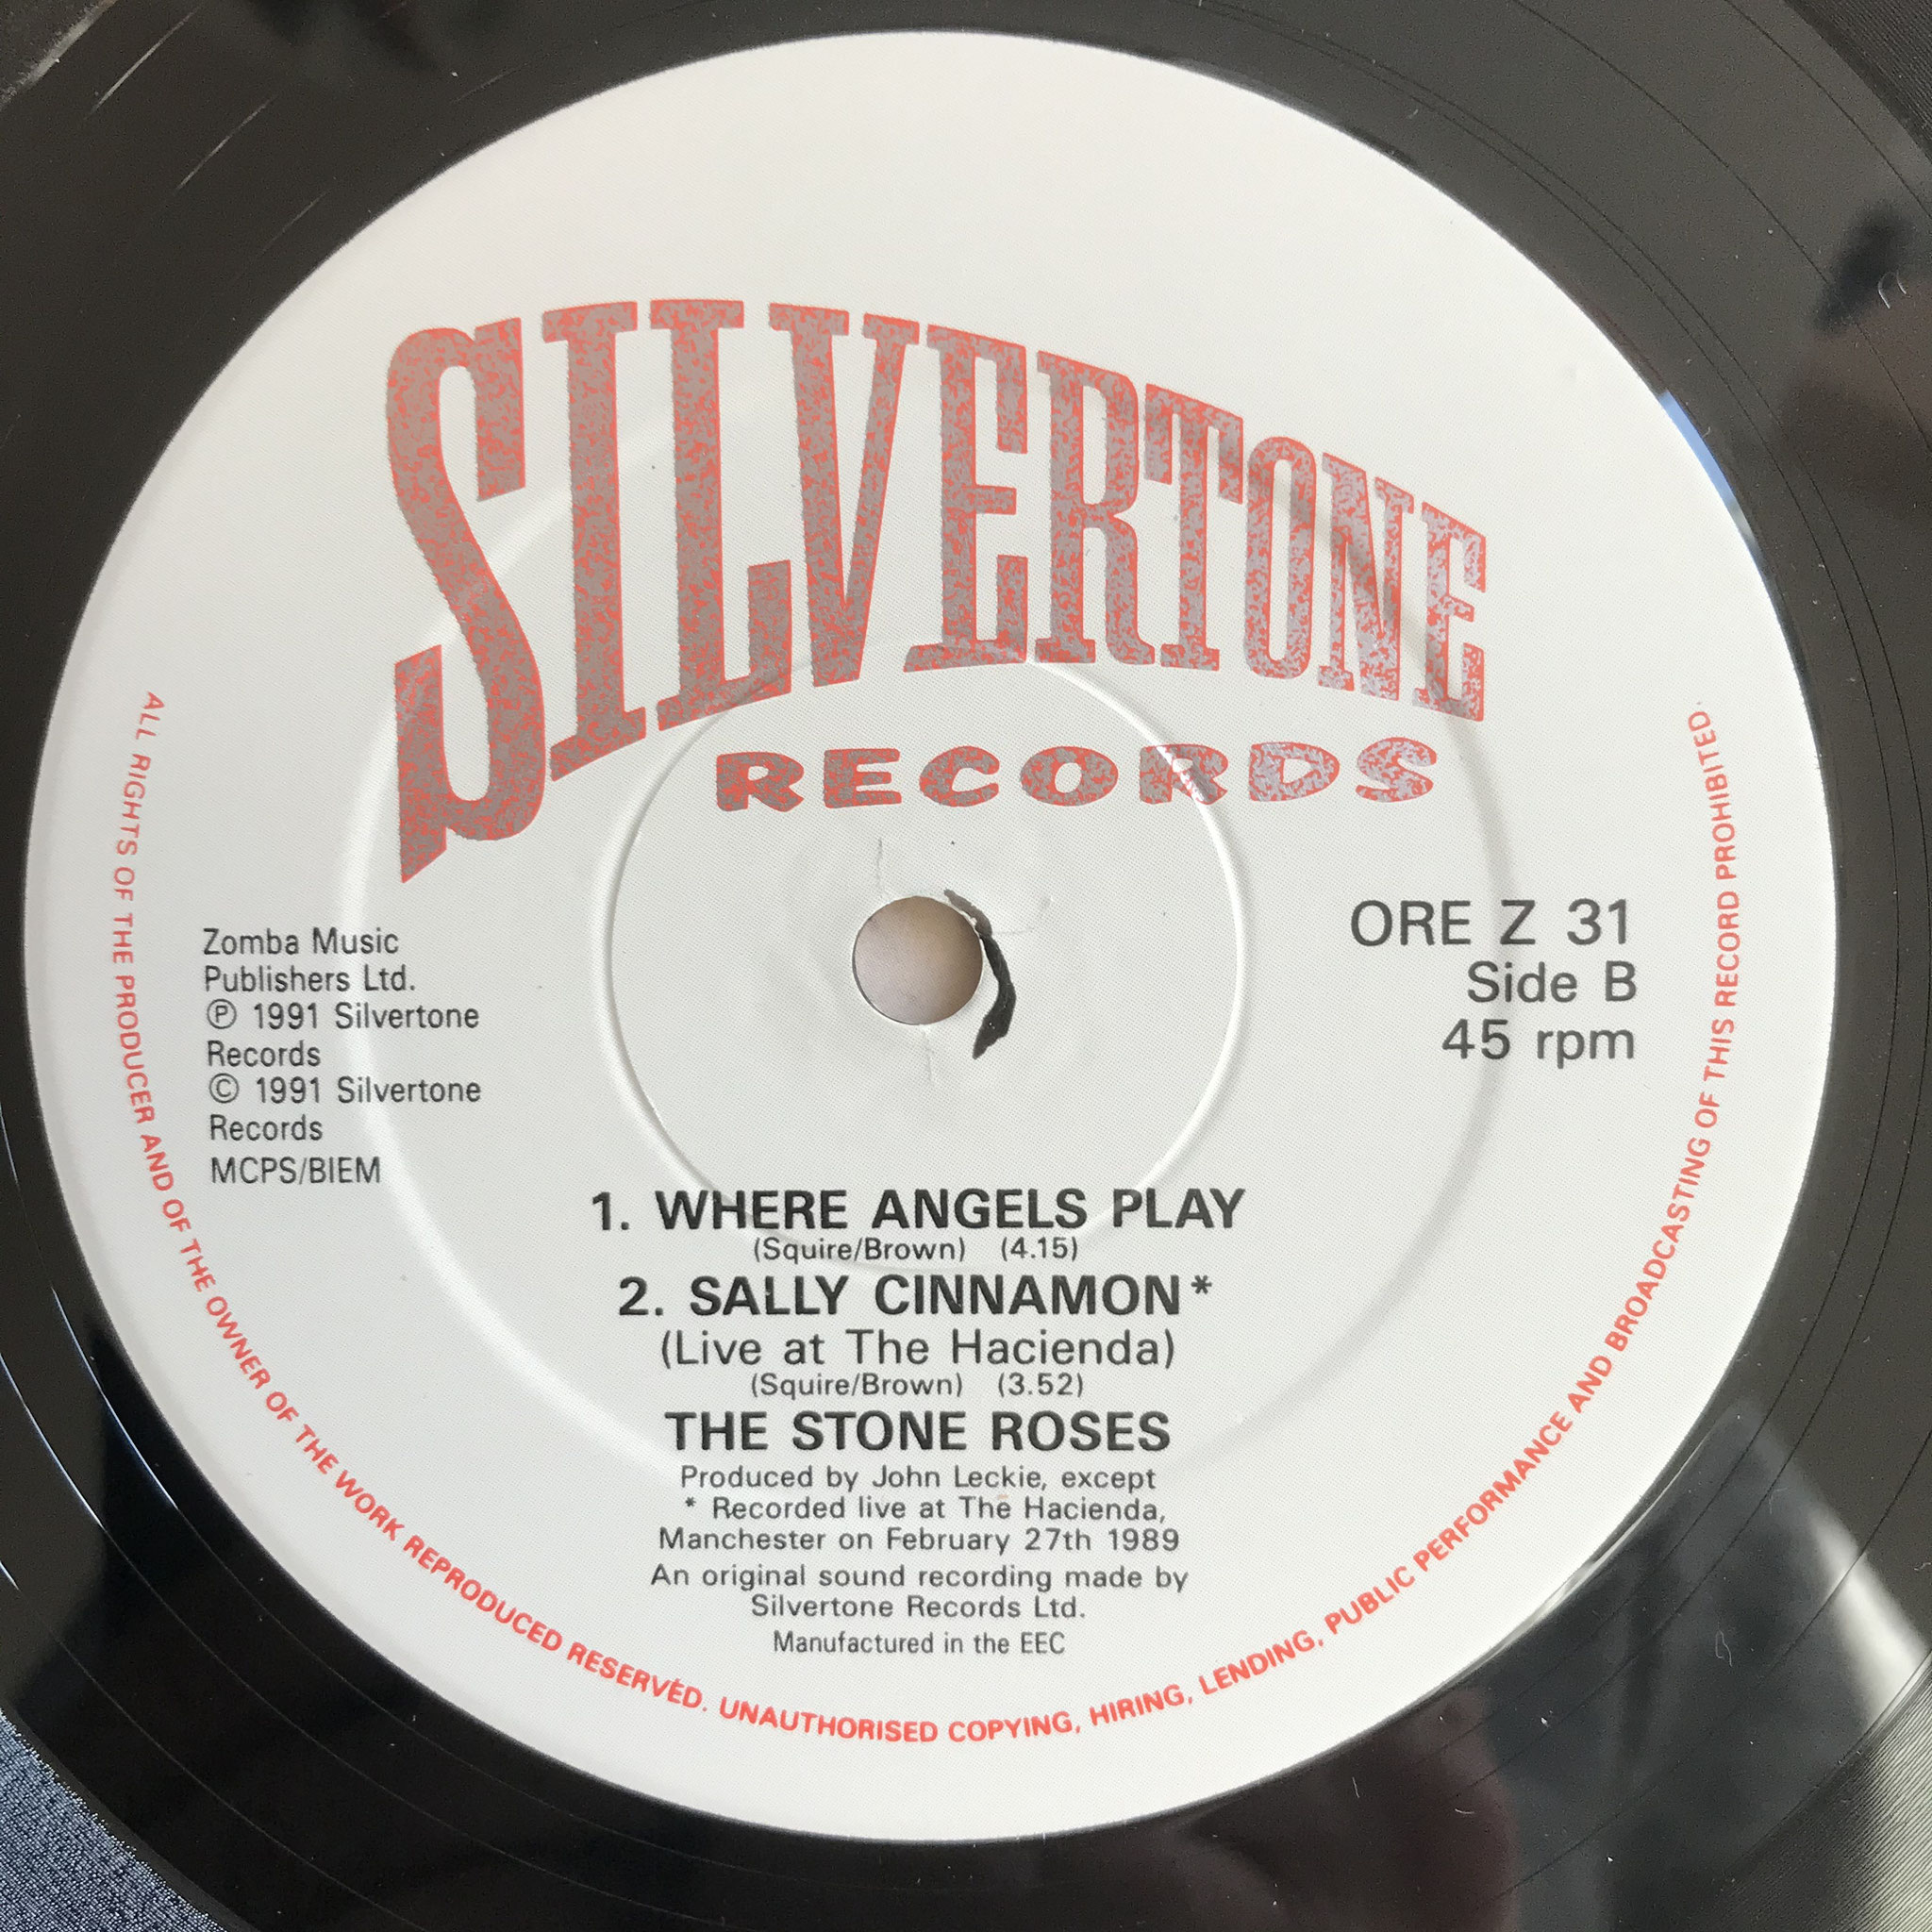 SILVERTONE
RECORDS
Zomba Music
Publishers Ltd.
℗ 1991 Silvertone
Records
© 1991 Silvertone
Records
MCPS/BIEM
ORE Z 31
Side B
45 rpm
1. WHERE ANGELS PLAY
(Squire/Brown) (4.15)
2. SALLY CINNAMON*
(Live at The Hacienda)
(Squire/Brown) (3.52)
THE STONE ROSES
Produced by John Leckie, except
* Recorded live at The Hacienda,
Manchester on February 27th 1989
An original sound recording made by
Silvertone Records Ltd.
Manufactured in the EEC
ALL RIGHTS OF THE PRODUCER AND OF THE OWNER OF THE WORK REPRODUCED RESERVED. UNAUTHORISED COPYING, HIRING, LENDING, PUBLIC PERFORMANCE AND BROADCASTING OF THIS RECORD PROHIBITED.